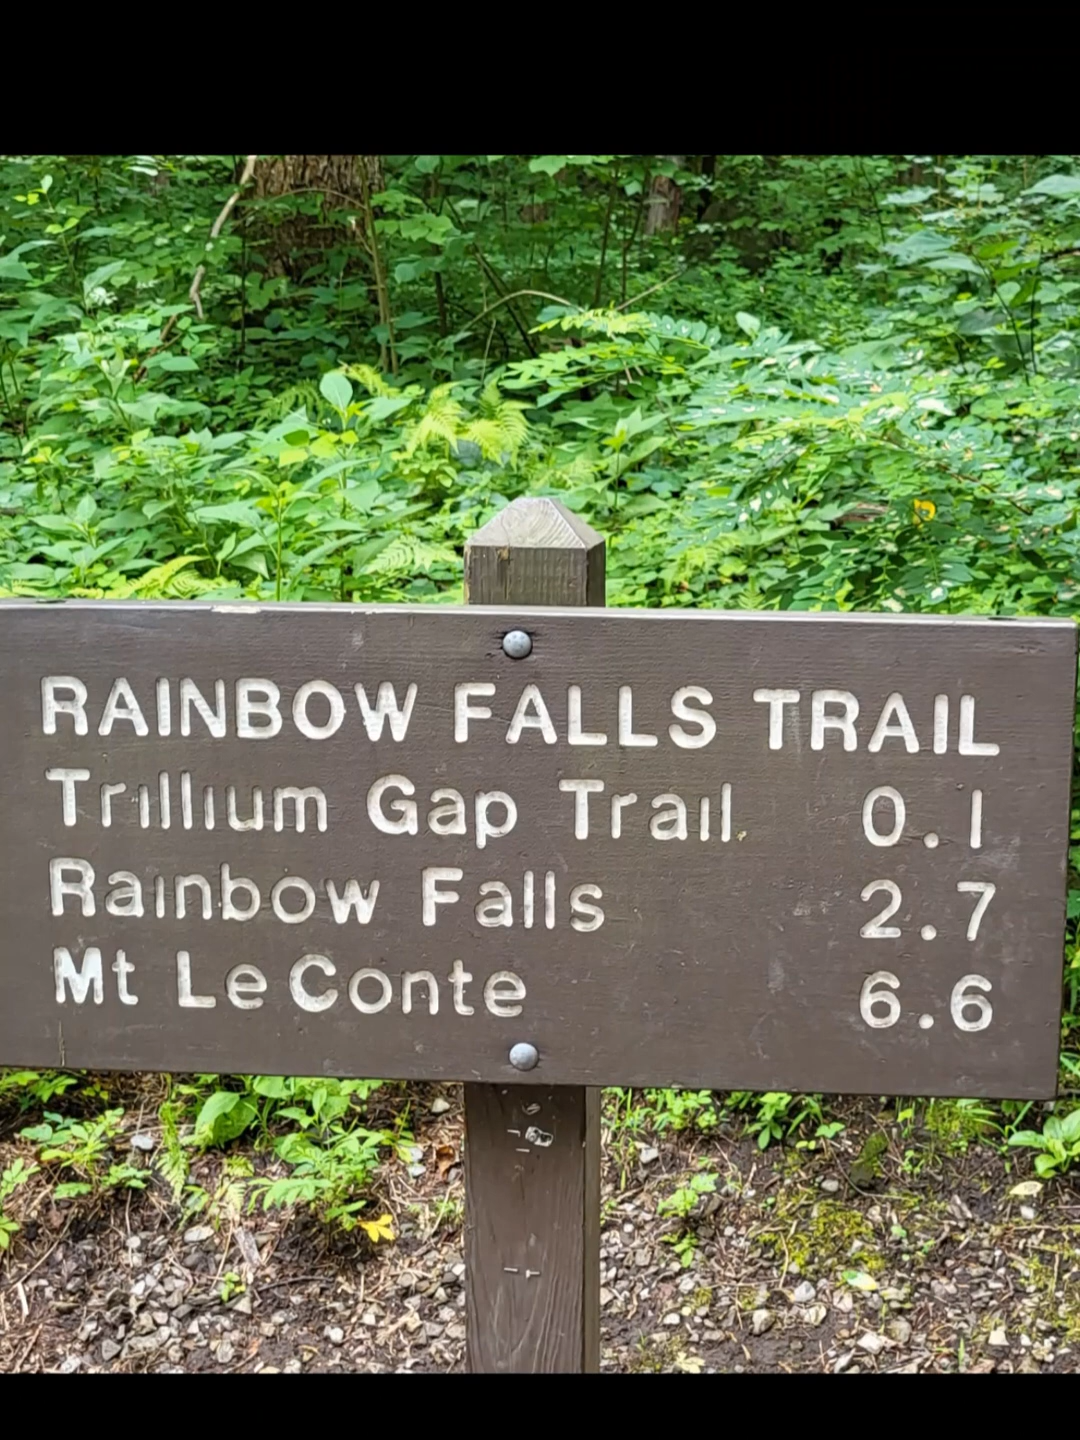 RAINBOW FALLS TRAIL
Trillium Gap Trail 0.1
Rainbow Falls 2.7
Mt Le Conte 6.6